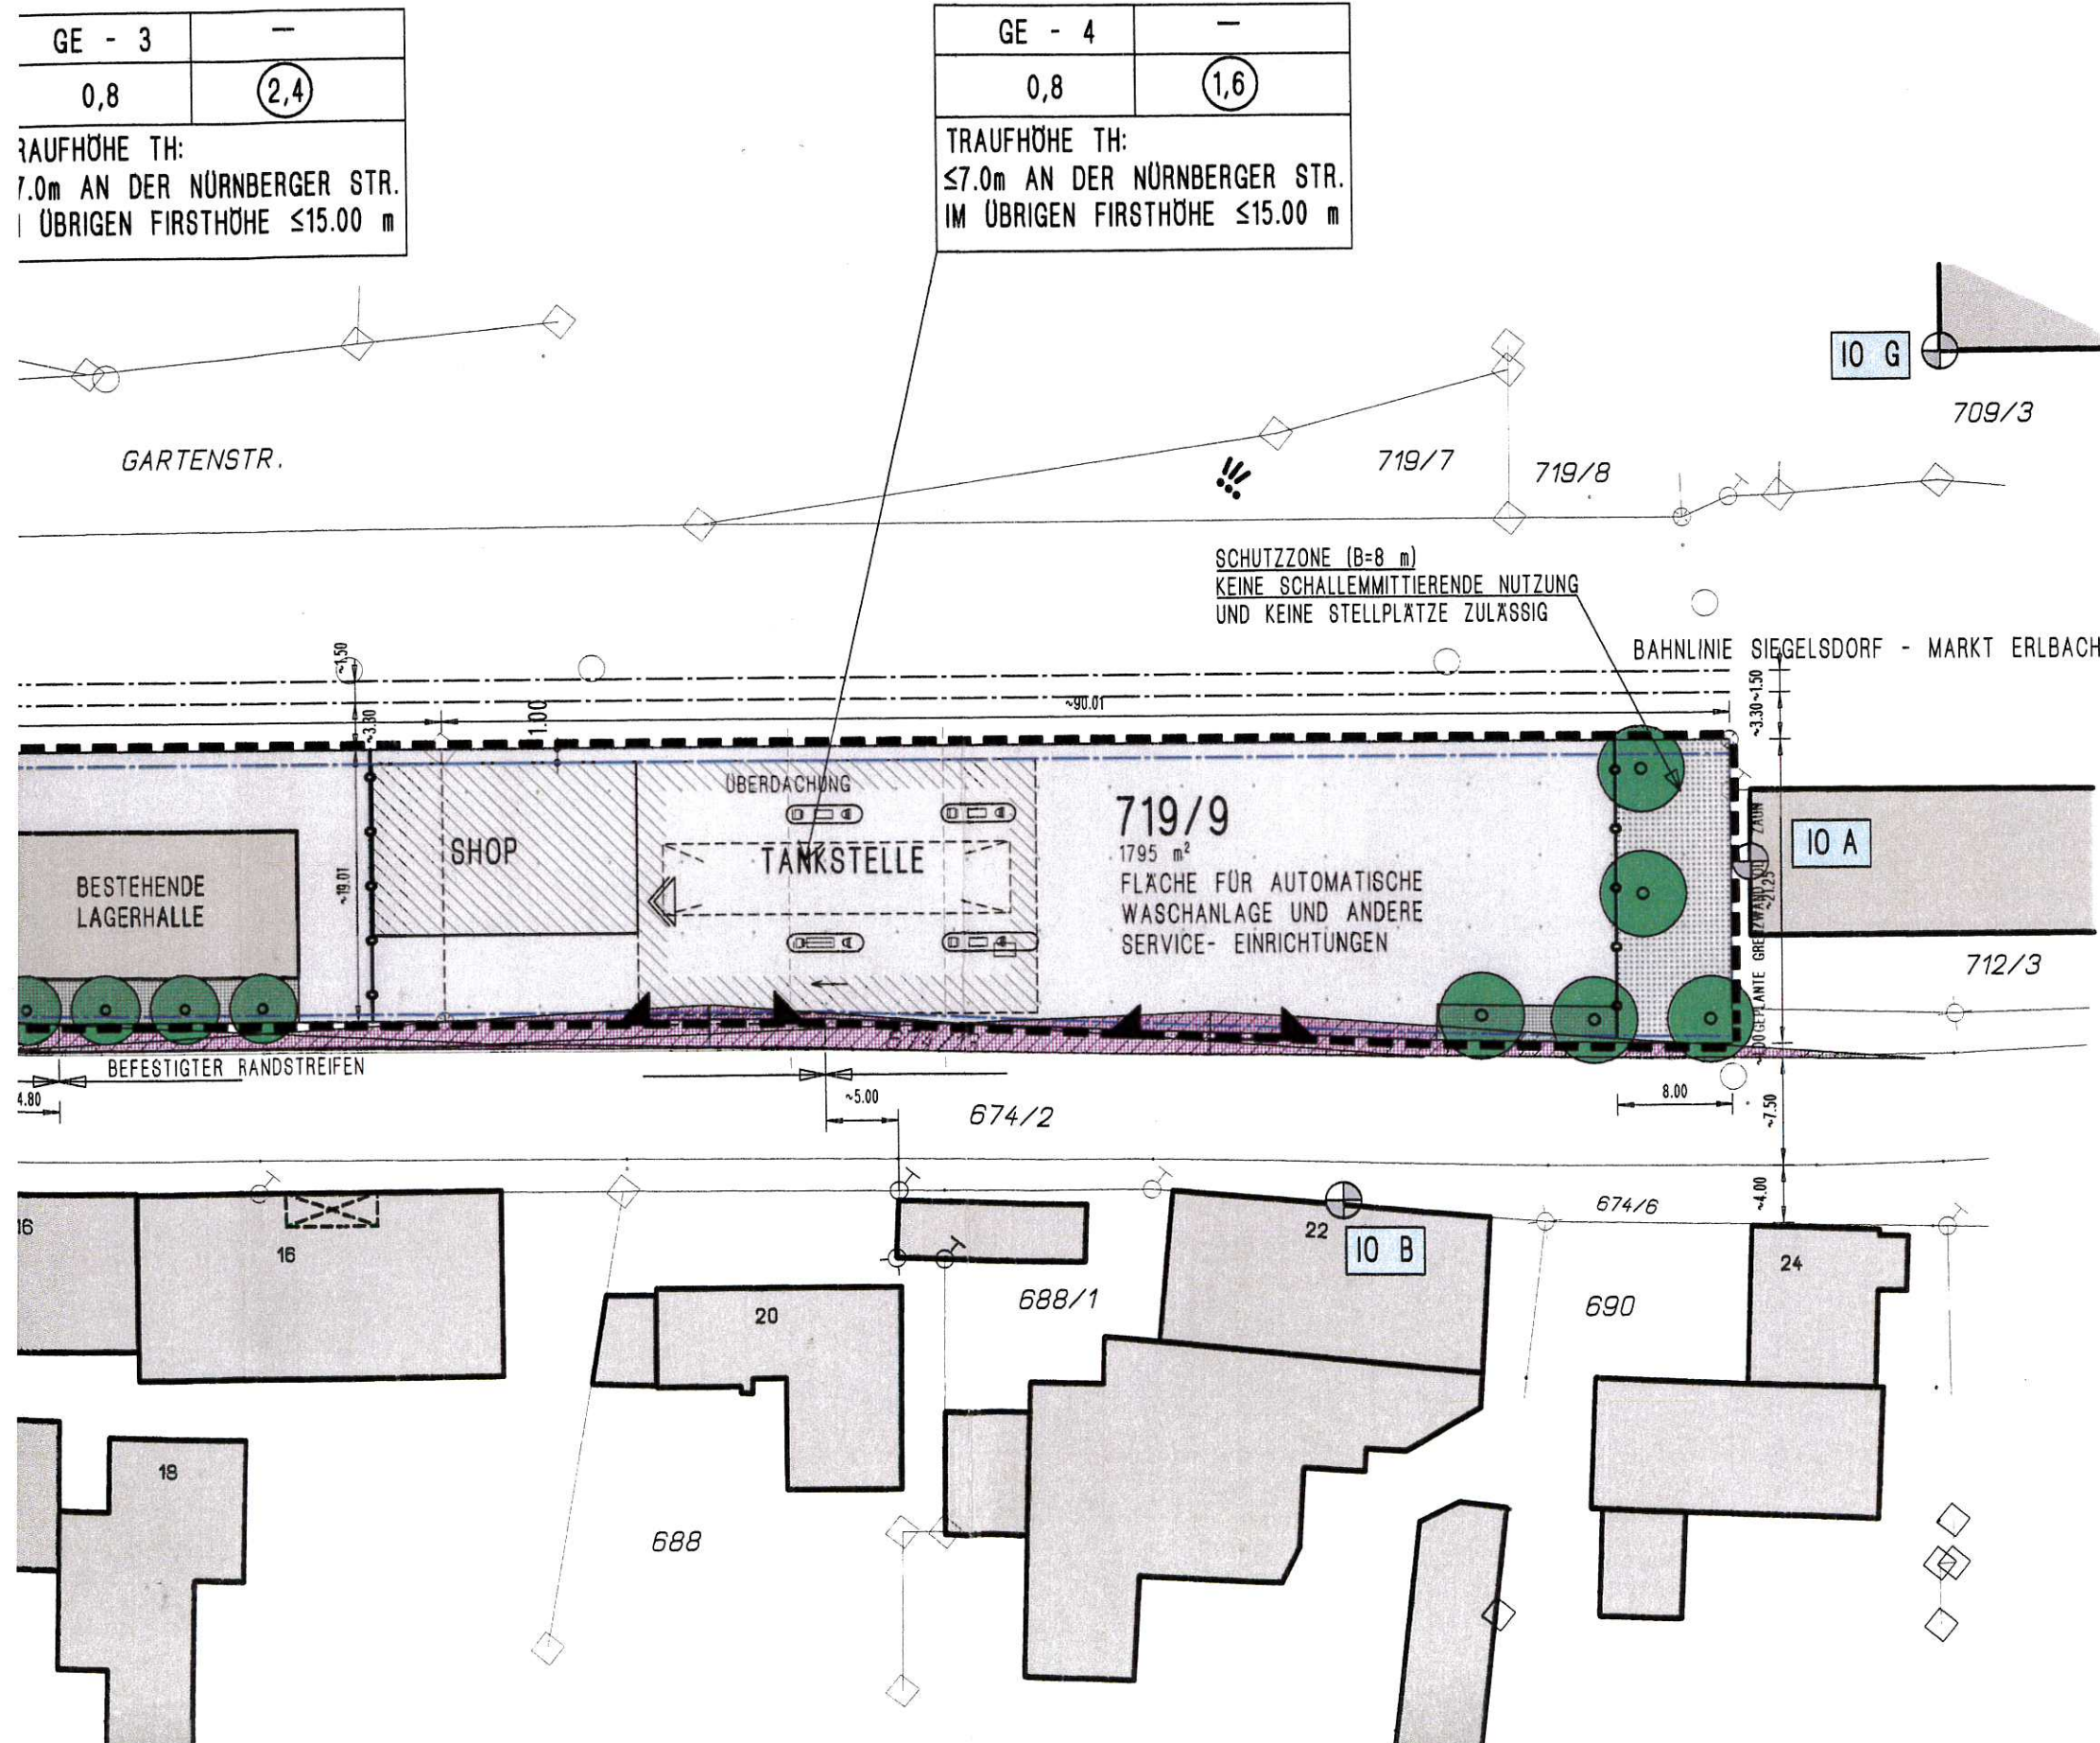 GE - 3
—
0,8
2,4
RAUFHÖHE TH:
7.0m AN DER NÜRNBERGER STR.
ÜBRIGEN FIRSTHÖHE ≤15.00 m
GE - 4
—
0,8
1,6
TRAUFHÖHE TH:
≤7.0m AN DER NÜRNBERGER STR.
IM ÜBRIGEN FIRSTHÖHE ≤15.00 m
IO G
709/3
GARTENSTR.
719/7
719/8
SCHUTZZONE (B=8 m)
KEINE SCHALLEMMITTIERENDE NUTZUNG
UND KEINE STELLPLÄTZE ZULÄSSIG
BAHNLINIE SIEGELSDORF - MARKT ERLBACH
~1.50
~3.30
1.00
~90.01
~3.30
~1.50
ÜBERDACHUNG
SHOP
TANKSTELLE
719/9
1795 m²
FLÄCHE FÜR AUTOMATISCHE
WASCHANLAGE UND ANDERE
SERVICE- EINRICHTUNGEN
IO A
BESTEHENDE
LAGERHALLE
~19.01
~21.25
ZAUN
712/3
BEFESTIGTER RANDSTREIFEN
4.80
~5.00
674/2
8.00
~7.50
~4.00
674/6
16
16
22
IO B
24
20
688/1
690
18
688